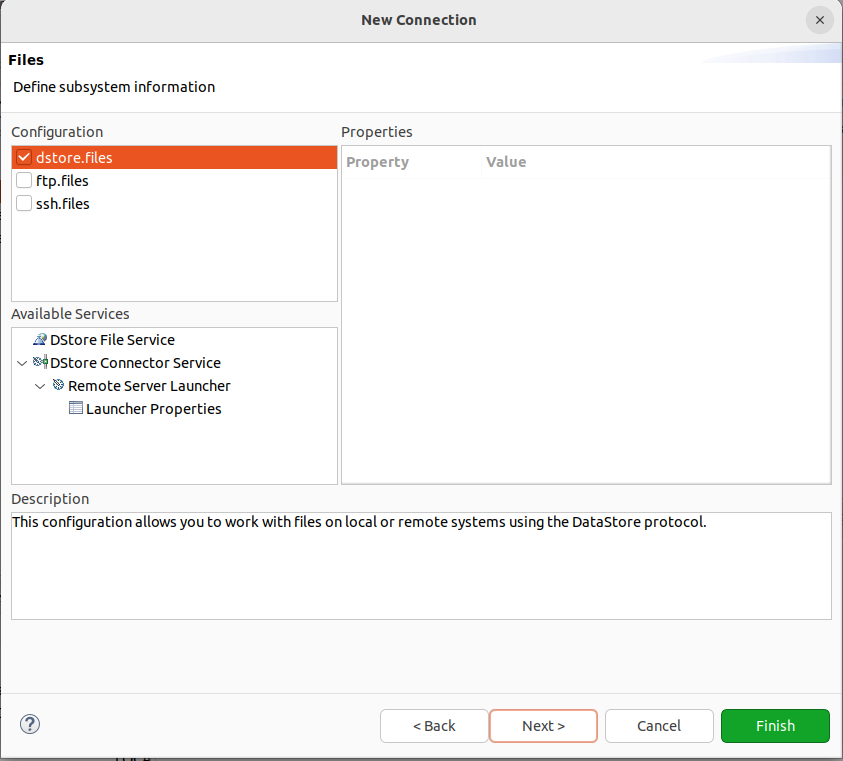 New Connection
Files
Define subsystem information
Configuration
Properties
dstore.files
ftp.files
ssh.files
Property Value
Available Services
DStore File Service
DStore Connector Service
Remote Server Launcher
Launcher Properties
Description
This configuration allows you to work with files on local or remote systems using the DataStore protocol.
?
< Back
Next >
Cancel
Finish